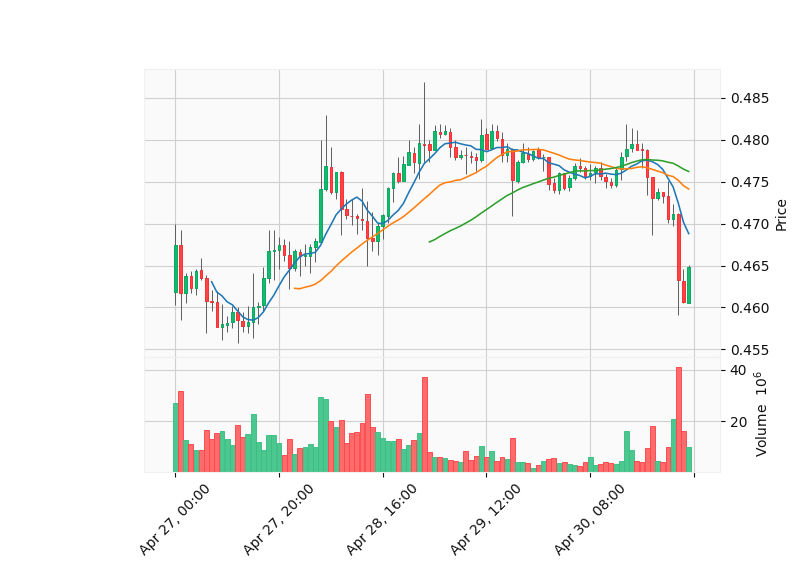 0.485
0.480
0.475
0.470
0.465
0.460
0.455
Price
40
20
Volume 10⁶
Apr 27, 00:00
Apr 27, 20:00
Apr 28, 16:00
Apr 29, 12:00
Apr 30, 08:00